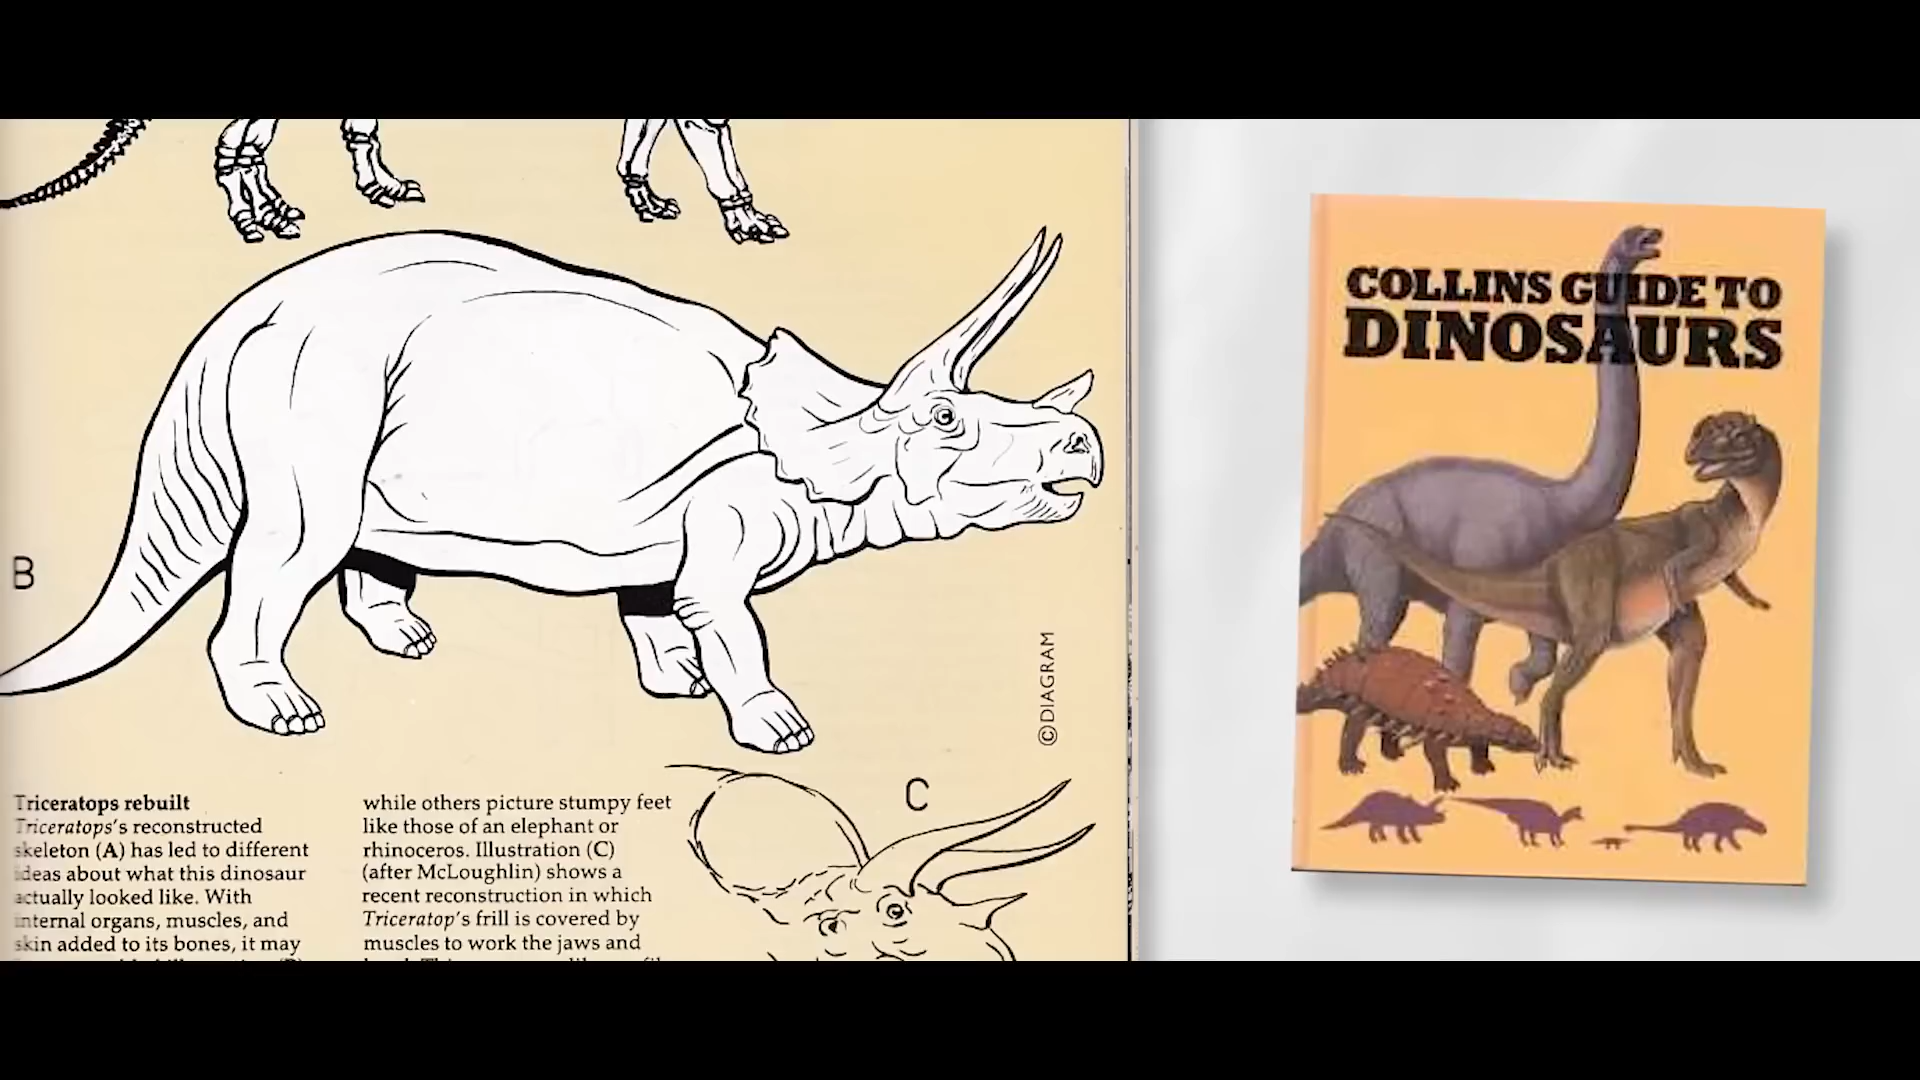 B
©DIAGRAM
Triceratops rebuilt
Triceratops's reconstructed
skeleton (A) has led to different
ideas about what this dinosaur
actually looked like. With
internal organs, muscles, and
skin added to its bones, it may
while others picture stumpy feet
like those of an elephant or
rhinoceros. Illustration (C)
(after McLoughlin) shows a
recent reconstruction in which
Triceratop's frill is covered by
muscles to work the jaws and
C
COLLINS GUIDE TO
DINOSAURS